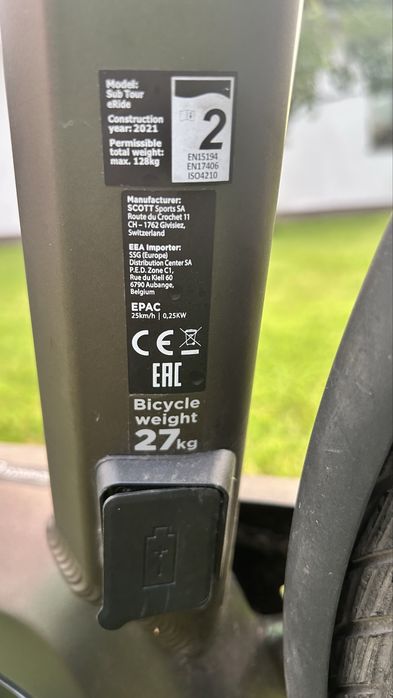 Model:
Sub Tour
eRide
Construction
year: 2021
Permissible
total weight:
max. 128kg
2
EN15194
EN17406
ISO4210
Manufacturer:
SCOTT Sports SA
Route du Crochet 11
CH – 1762 Givisiez,
Switzerland
EEA Importer:
SSG (Europe)
Distribution Center SA
P.E.D. Zone C1,
Rue du Kiell 60
6790 Aubange,
Belgium
EPAC
25km/h | 0,25KW
CE
EAC
Bicycle
weight
27kg